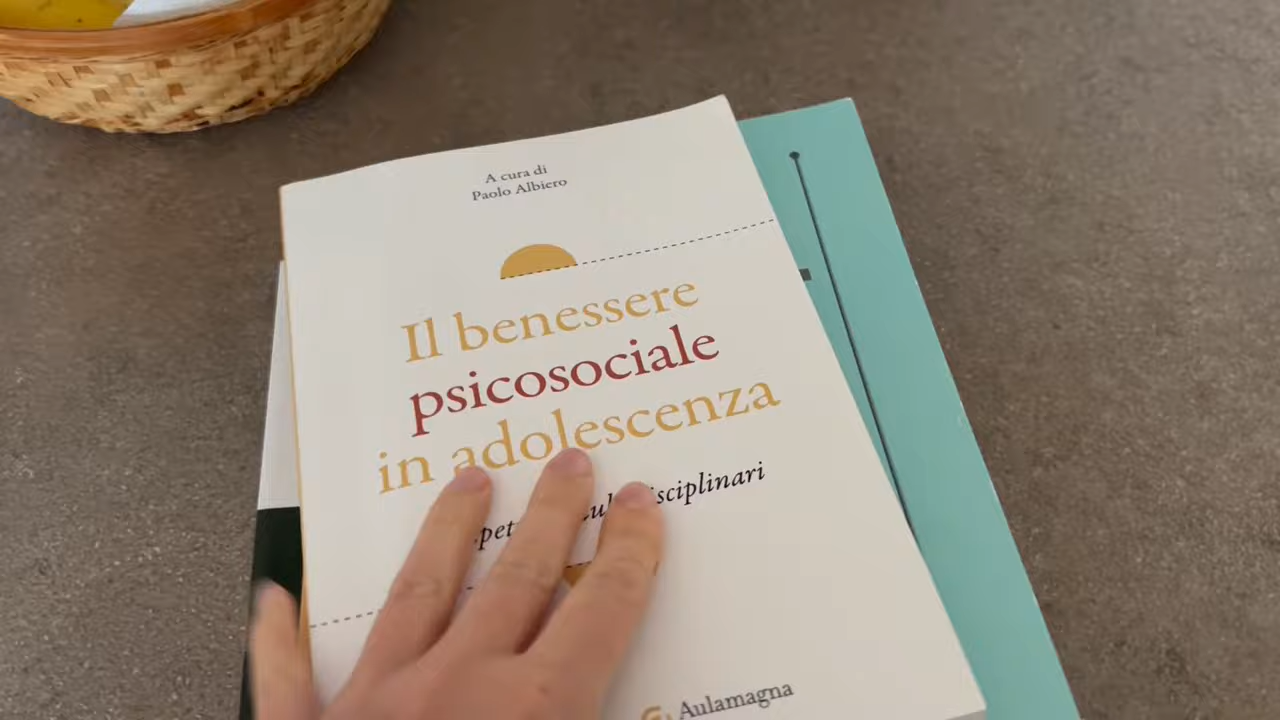 A cura di
Paolo Albiero
Il benessere
psicosociale
in adolescenza
Aulamagna